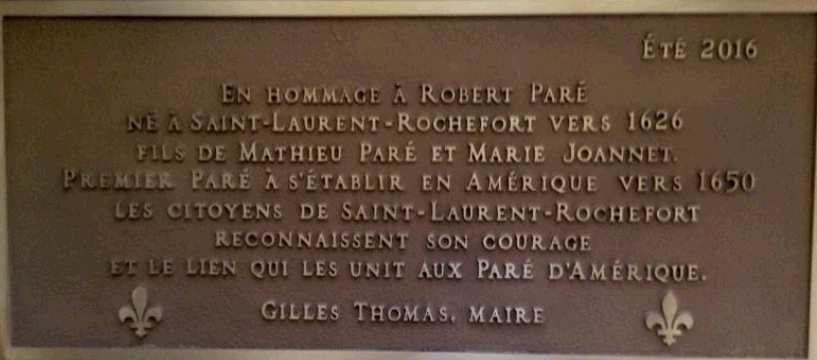 ÉTÉ 2016
EN HOMMAGE À ROBERT PARÉ
NÉ À SAINT-LAURENT-ROCHEFORT VERS 1626
FILS DE MATHIEU PARÉ ET MARIE JOANNET.
PREMIER PARÉ À S'ÉTABLIR EN AMÉRIQUE VERS 1650
LES CITOYENS DE SAINT-LAURENT-ROCHEFORT
RECONNAISSENT SON COURAGE
ET LE LIEN QUI LES UNIT AUX PARÉ D'AMÉRIQUE.
GILLES THOMAS, MAIRE